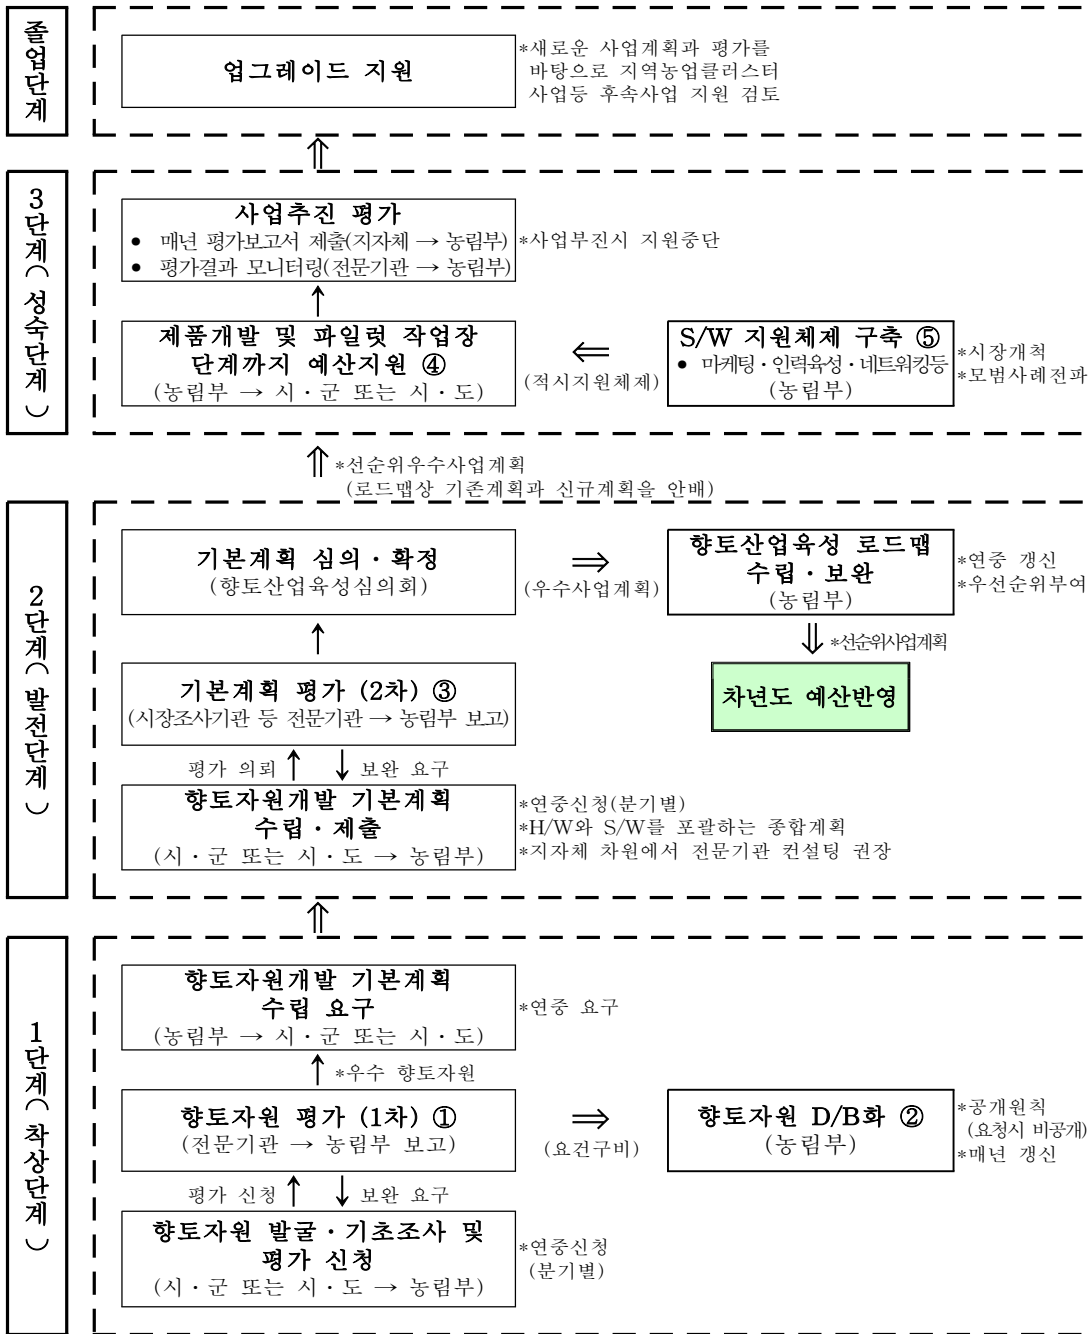 졸업단계
업그레이드 지원
*새로운 사업계획과 평가를
바탕으로 지역농업클러스터
사업등 후속사업 지원 검토
⇑
3단계(성숙단계)
사업추진 평가
• 매년 평가보고서 제출(지자체 → 농림부)
• 평가결과 모니터링(전문기관 → 농림부)
*사업부진시 지원중단
↑
제품개발 및 파일럿 작업장
단계까지 예산지원 ④
(농림부 → 시·군 또는 시·도)
⇐
(적시지원체제)
S/W 지원체제 구축 ⑤
• 마케팅·인력육성·네트워킹등
(농림부)
*시장개척
*모범사례전파
⇑ *선순위우수사업계획
(로드맵상 기존계획과 신규계획을 안배)
2단계(발전단계)
기본계획 심의·확정
(향토산업육성심의회)
⇒
(우수사업계획)
향토산업육성 로드맵
수립·보완
(농림부)
*연중 갱신
*우선순위부여
⇓ *선순위사업계획
차년도 예산반영
↑
기본계획 평가 (2차) ③
(시장조사기관 등 전문기관 → 농림부 보고)
평가 의뢰 ↑ ↓ 보완 요구
향토자원개발 기본계획
수립·제출
(시·군 또는 시·도 → 농림부)
*연중신청(분기별)
*H/W와 S/W를 포괄하는 종합계획
*지자체 차원에서 전문기관 컨설팅 권장
⇑
1단계(착상단계)
향토자원개발 기본계획
수립 요구
(농림부 → 시·군 또는 시·도)
*연중 요구
↑ *우수 향토자원
향토자원 평가 (1차) ①
(전문기관 → 농림부 보고)
⇒
(요건구비)
향토자원 D/B화 ②
(농림부)
*공개원칙
(요청시 비공개)
*매년 갱신
평가 신청 ↑ ↓ 보완 요구
향토자원 발굴·기초조사 및
평가 신청
(시·군 또는 시·도 → 농림부)
*연중신청
(분기별)